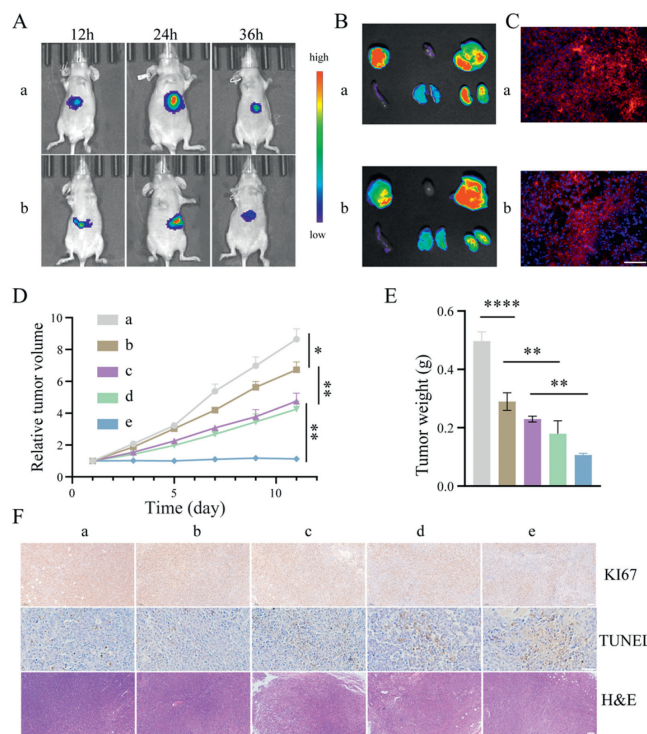 A
12h
24h
36h
a
b
high
low
B
a
b
C
a
b
D
Relative tumor volume
10
8
6
4
2
0
0
5
10
Time (day)
a
b
c
d
e
*
**
**
E
Tumor weight (g)
0.6
0.4
0.2
0.0
****
**
**
F
a
b
c
d
e
KI67
TUNEL
H&E